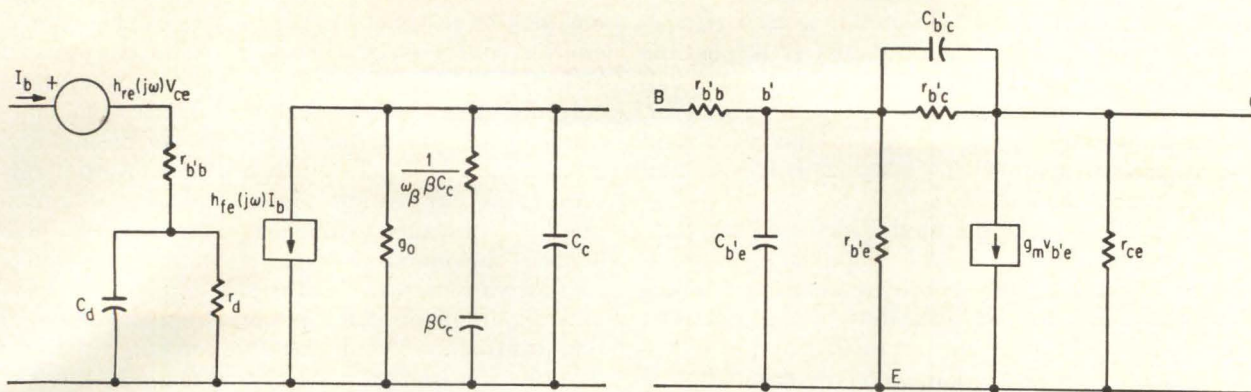 I_b +
h_re(jω)V_ce
r_b'b
C_d
r_d
h_fe(jω)I_b
g_o
1
ω_β βC_c
βC_c
C_c
B
r_b'b
b'
C_b'e
r_b'e
C_b'c
r_b'c
g_m v_b'e
r_ce
E